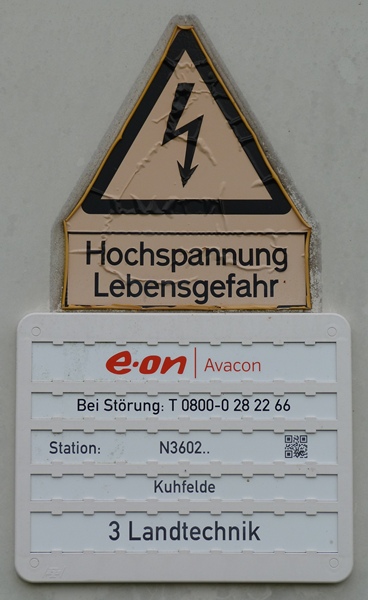 Hochspannung
Lebensgefahr
e·on | Avacon
Bei Störung: T 0800-0 28 22 66
Station: N3602..
Kuhfelde
3 Landtechnik